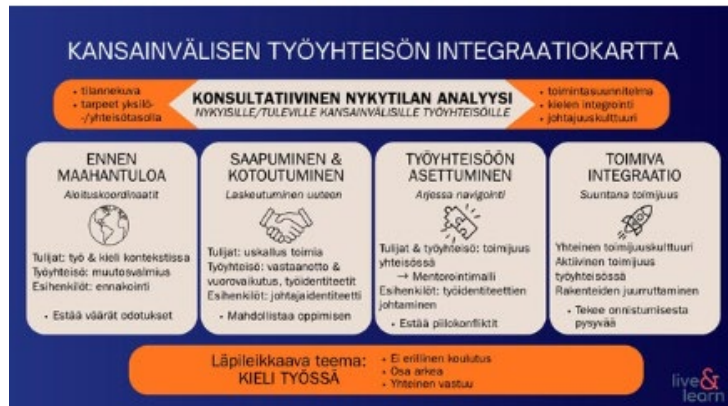 KANSAINVÄLISEN TYÖYHTEISÖN INTEGRAATIOKARTTA
• tilannekuva
• tarpeet yksilö-
-/yhteisötasolla
KONSULTATIIVINEN NYKYTILAN ANALYYSI
NYKYISILLE/TULEVILLE KANSAINVÄLISILLE TYÖYHTEISÖILLE
• toimintasuunnitelma
• kielen integrointi
• johtajuuskulttuuri
ENNEN
MAAHANTULOA
Aloituskoordinaatit
Tulijat: työ & kieli kontekstissa
Työyhteisö: muutosvalmius
Esihenkilöt: ennakointi
• Estää väärät odotukset
SAAPUMINEN &
KOTOUTUMINEN
Laskeutuminen uuteen
Tulijat: uskallus toimia
Työyhteisö: vastaanotto &
vuorovaikutus, työidentiteetit
Esihenkilöt: johtajaidentiteetti
• Mahdollistaa oppimisen
TYÖYHTEISÖÖN
ASETTUMINEN
Arjessa navigointi
Tulijat & työyhteisö: toimijuus
yhteisössä
→ Mentorointimalli
Esihenkilöt: työidentiteettien
johtaminen
• Estää piilokonfliktit
TOIMIVA
INTEGRAATIO
Suuntana toimijuus
Yhteinen toimijuuskulttuuri
Aktiivinen toimijuus
työyhteisössä
Rakenteiden juurruttaminen
• Tekee onnistumisesta
pysyvää
Läpileikkaava teema:
KIELI TYÖSSÄ
• Ei erillinen koulutus
• Osa arkea
• Yhteinen vastuu
live&
learn